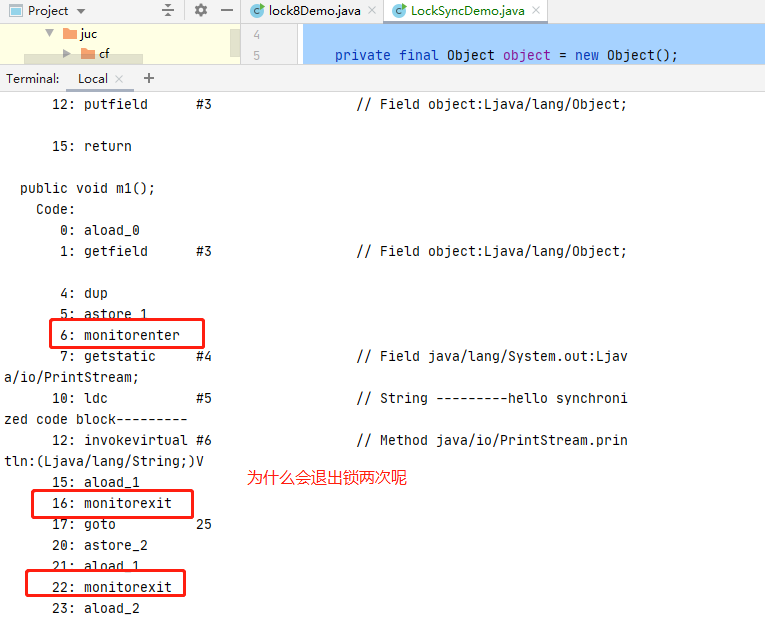 Project
lock8Demo.java
LockSyncDemo.java
juc
cf
4
5
private final Object object = new Object();
Terminal: Local
12: putfield #3 // Field object:Ljava/lang/Object;
15: return
public void m1();
Code:
0: aload_0
1: getfield #3 // Field object:Ljava/lang/Object;
4: dup
5: astore_1
6: monitorenter
7: getstatic #4 // Field java/lang/System.out:Ljav
a/io/PrintStream;
10: ldc #5 // String ---------hello synchroni
zed code block---------
12: invokevirtual #6 // Method java/io/PrintStream.prin
tln:(Ljava/lang/String;)V
15: aload_1
为什么会退出锁两次呢
16: monitorexit
17: goto 25
20: astore_2
21: aload_1
22: monitorexit
23: aload_2